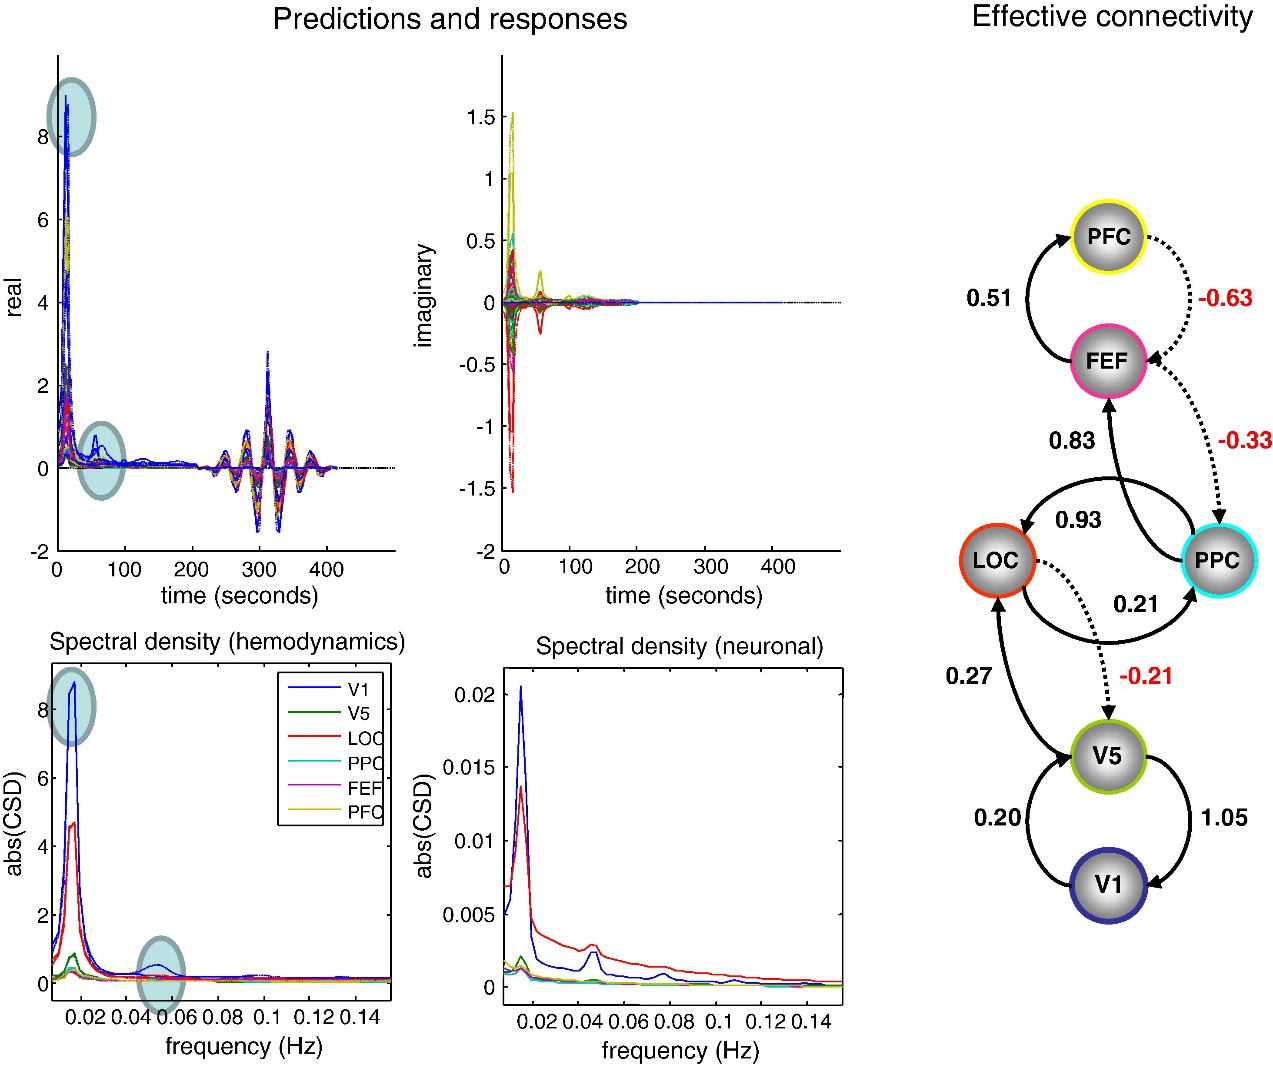 Predictions and responses
Effective connectivity
real
8
6
4
2
0
-2
0 100 200 300 400
time (seconds)
imaginary
1.5
1
0.5
0
-0.5
-1
-1.5
-2
0 100 200 300 400
time (seconds)
Spectral density (hemodynamics)
abs(CSD)
8
6
4
2
0
V1
V5
LOC
PPC
FEF
PFC
0.02 0.04 0.06 0.08 0.1 0.12 0.14
frequency (Hz)
Spectral density (neuronal)
abs(CSD)
0.02
0.015
0.01
0.005
0
0.02 0.04 0.06 0.08 0.1 0.12 0.14
frequency (Hz)
PFC
0.51
-0.63
FEF
0.83
-0.33
0.93
LOC
PPC
0.21
0.27
-0.21
V5
0.20
1.05
V1